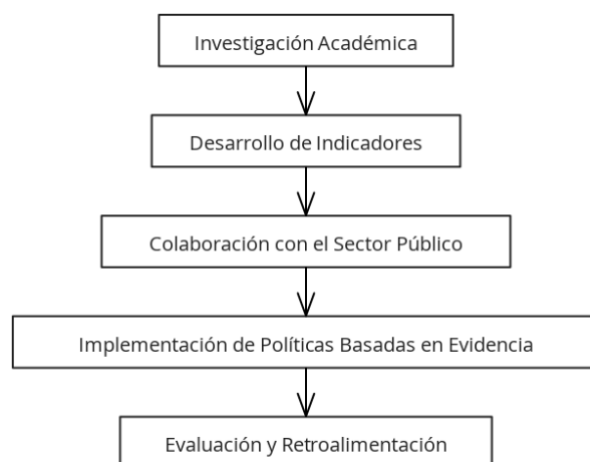 Investigación Académica
Desarrollo de Indicadores
Colaboración con el Sector Público
Implementación de Políticas Basadas en Evidencia
Evaluación y Retroalimentación